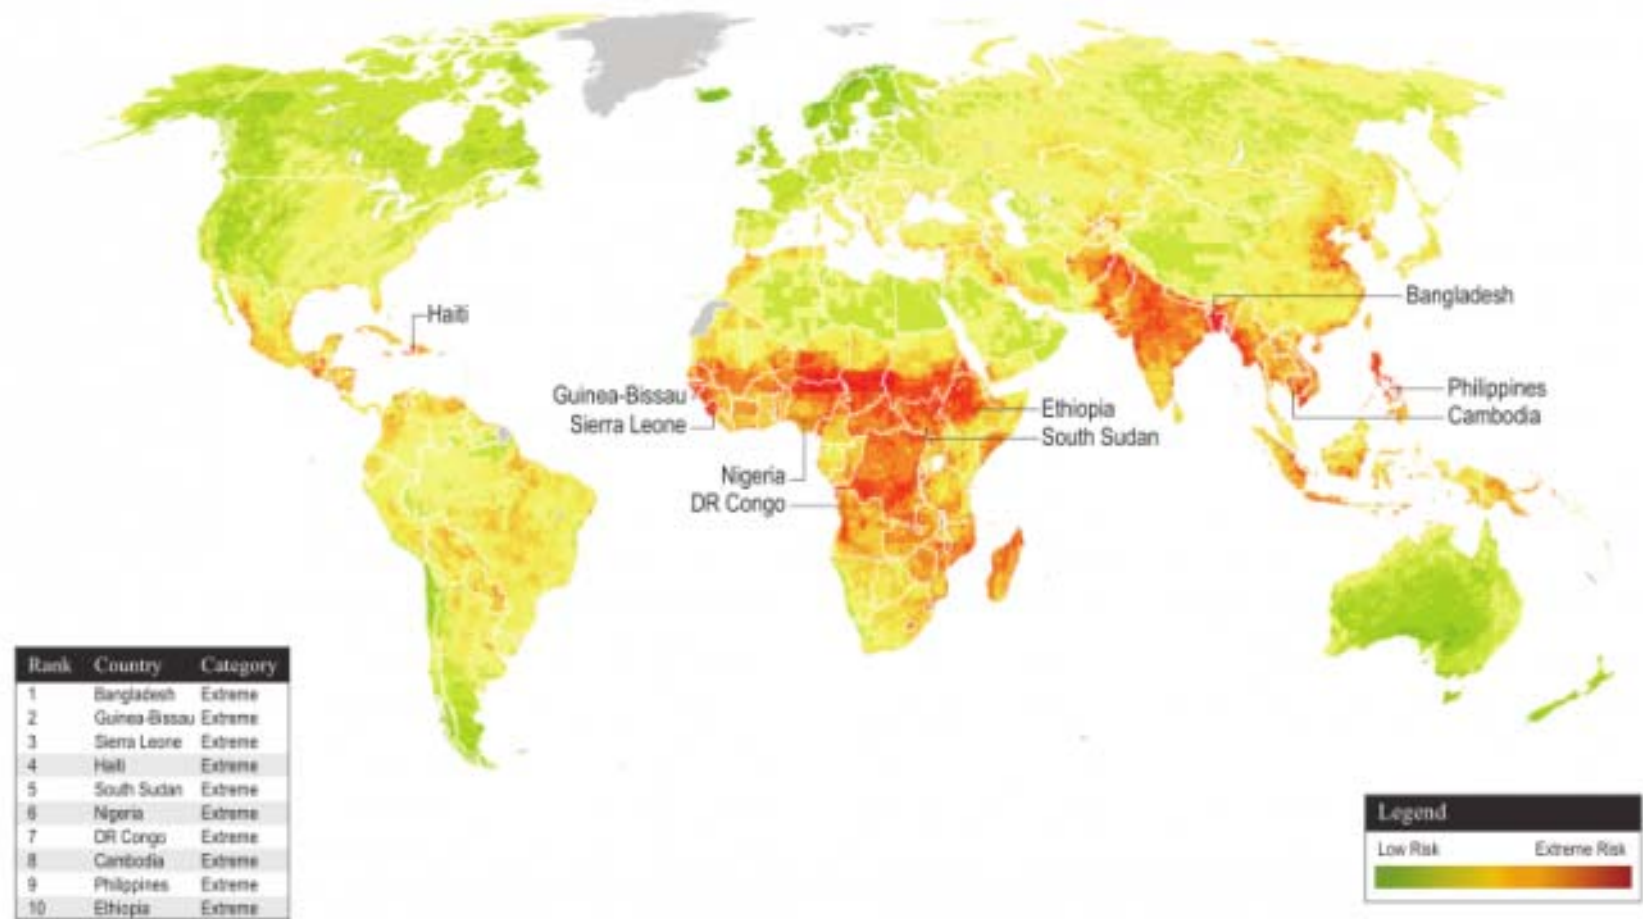 Haiti
Bangladesh
Guinea-Bissau
Sierra Leone
Philippines
Cambodia
Ethiopia
South Sudan
Nigeria
DR Congo
Rank Country Category
1 Bangladesh Extreme
2 Guinea-Bissau Extreme
3 Sierra Leone Extreme
4 Haiti Extreme
5 South Sudan Extreme
6 Nigeria Extreme
7 DR Congo Extreme
8 Cambodia Extreme
9 Philippines Extreme
10 Ethiopia Extreme
Legend
Low Risk Extreme Risk